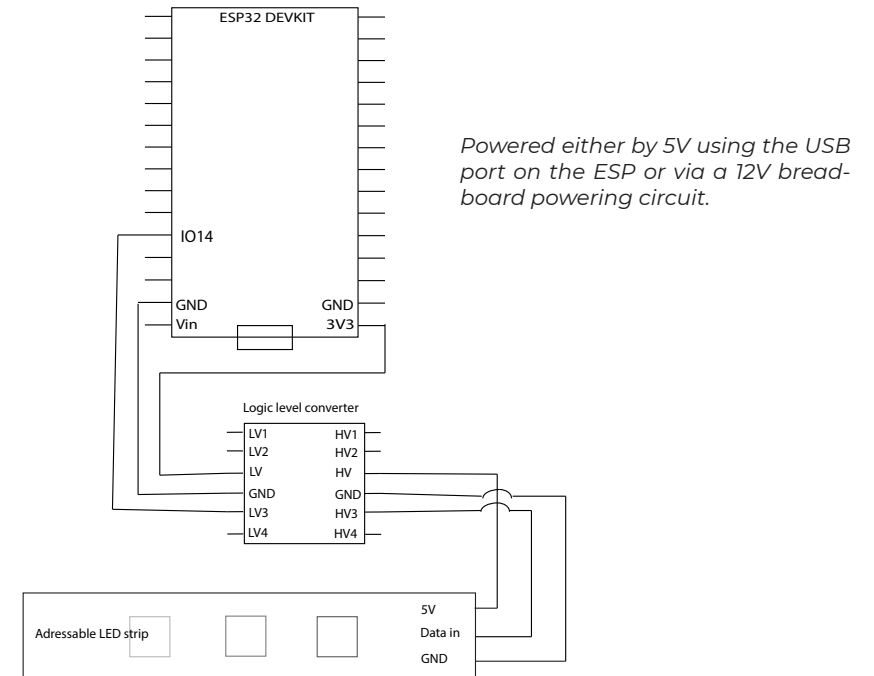 ESP32 DEVKIT
Powered either by 5V using the USB
port on the ESP or via a 12V bread-
board powering circuit.
IO14
GND GND
Vin 3V3
Logic level converter
LV1 HV1
LV2 HV2
LV HV
GND GND
LV3 HV3
LV4 HV4
5V
Adressable LED strip Data in
GND